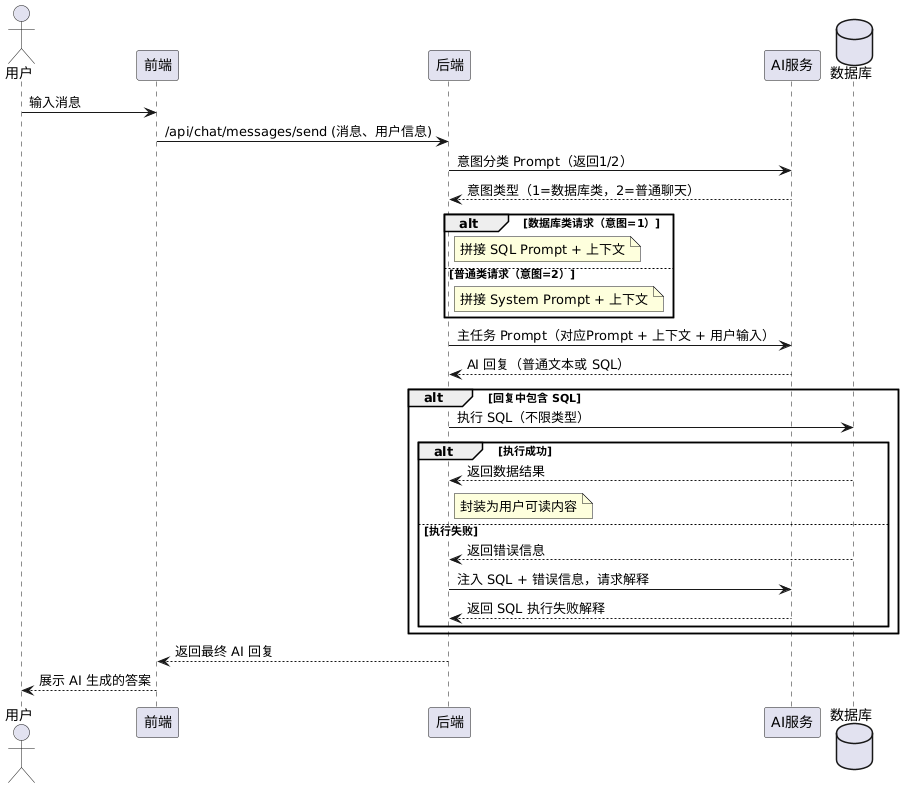 用户
前端
后端
AI服务
数据库
输入消息
/api/chat/messages/send (消息、用户信息)
意图分类 Prompt（返回1/2）
意图类型（1=数据库类，2=普通聊天）
alt [数据库类请求（意图=1）]
拼接 SQL Prompt + 上下文
[普通类请求（意图=2）]
拼接 System Prompt + 上下文
主任务 Prompt（对应Prompt + 上下文 + 用户输入）
AI 回复（普通文本或 SQL）
alt [回复中包含 SQL]
执行 SQL（不限类型）
alt [执行成功]
返回数据结果
封装为用户可读内容
[执行失败]
返回错误信息
注入 SQL + 错误信息，请求解释
返回 SQL 执行失败解释
返回最终 AI 回复
展示 AI 生成的答案
用户
前端
后端
AI服务
数据库